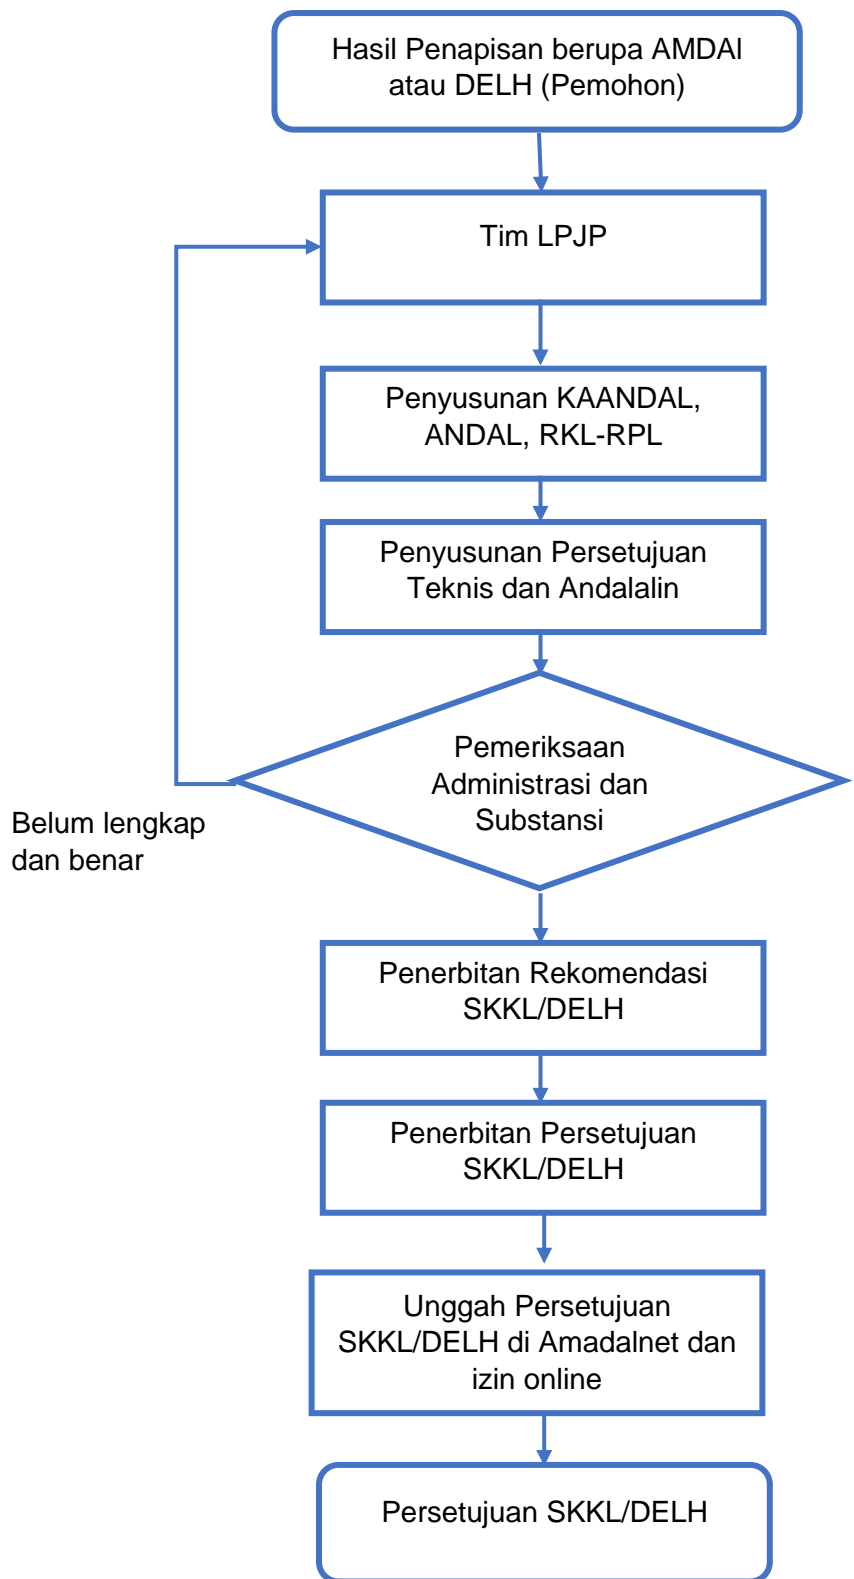 Hasil Penapisan berupa AMDAl
atau DELH (Pemohon)
Tim LPJP
Penyusunan KAANDAL,
ANDAL, RKL-RPL
Penyusunan Persetujuan
Teknis dan Andalalin
Pemeriksaan
Administrasi dan
Substansi
Belum lengkap
dan benar
Penerbitan Rekomendasi
SKKL/DELH
Penerbitan Persetujuan
SKKL/DELH
Unggah Persetujuan
SKKL/DELH di Amadalnet dan
izin online
Persetujuan SKKL/DELH